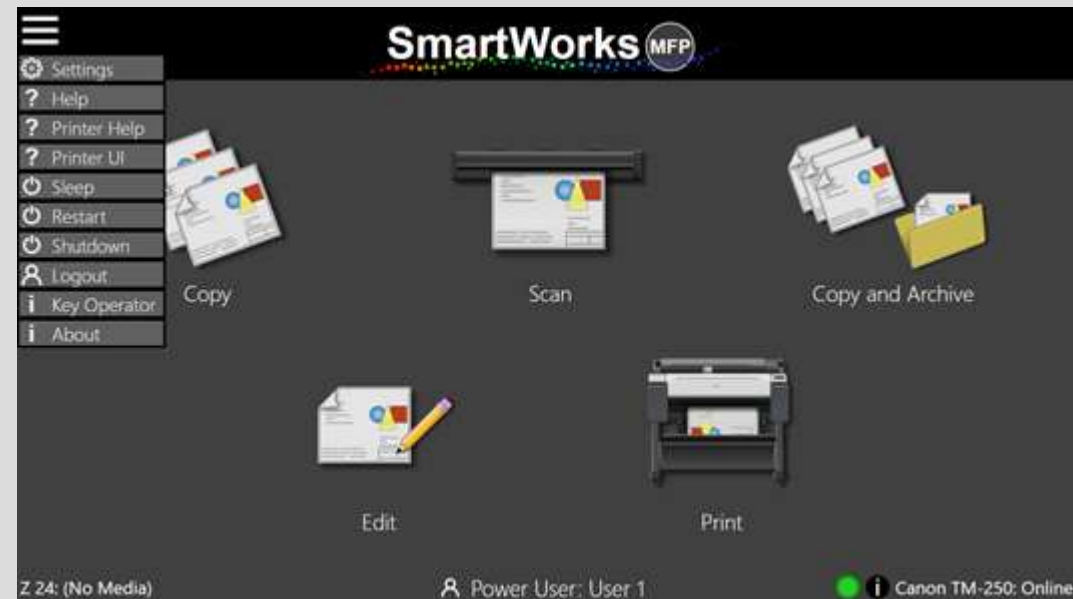 SmartWorks MFP
Settings
? Help
? Printer Help
? Printer UI
Sleep
Restart
Shutdown
Logout
i Key Operator
i About
Copy
Scan
Copy and Archive
Edit
Print
Z 24: (No Media)
Power User: User 1
i Canon TM-250: Online